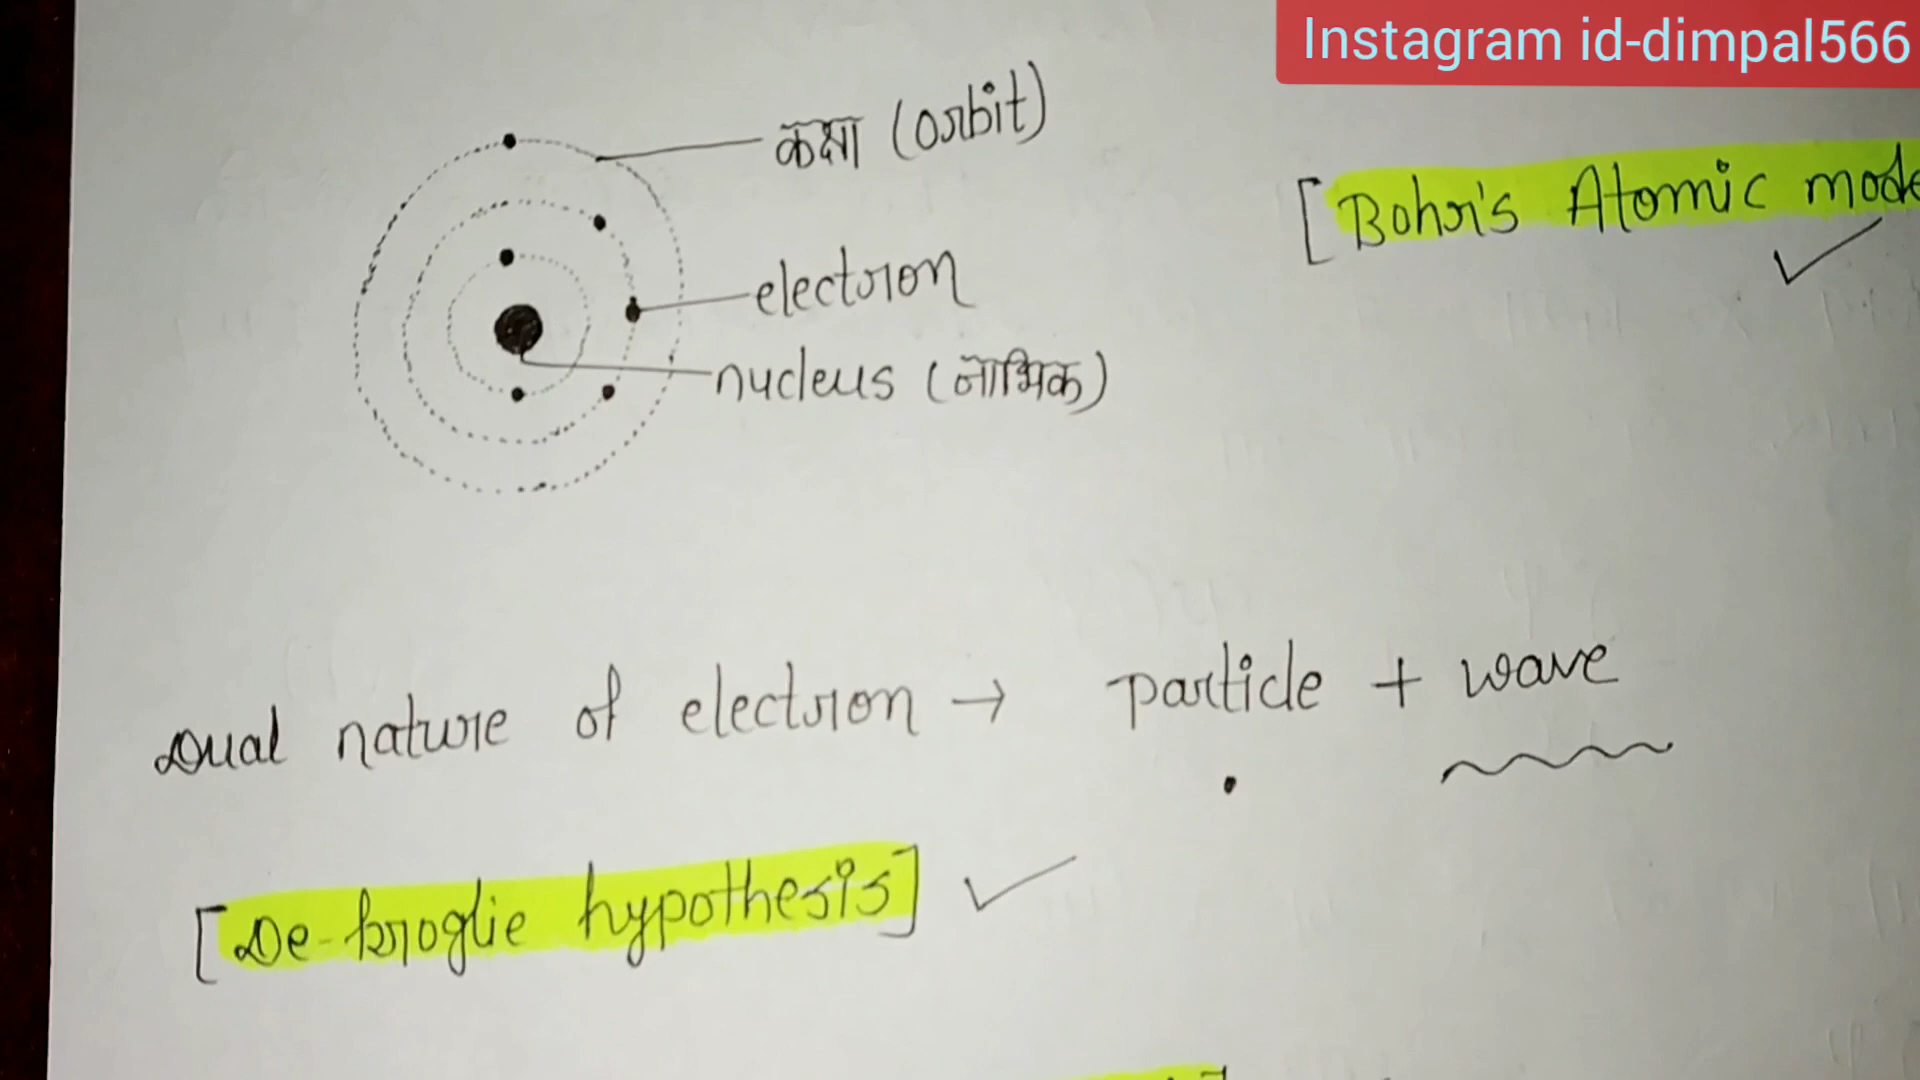 Instagram id-dimpal566
कक्षा (orbit)
[Bohr's Atomic mode
electron
nucleus (नाभिक)
Dual nature of electron → particle + wave
[De-broglie hypothesis]